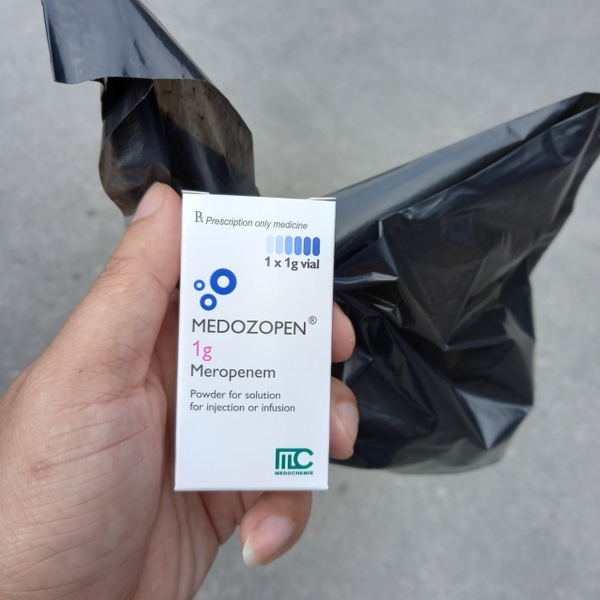 ℞ Prescription only medicine
1 x 1g vial
MEDOZOPEN®
1g
Meropenem
Powder for solution
for injection or infusion
MC
MEDOCHEMIE